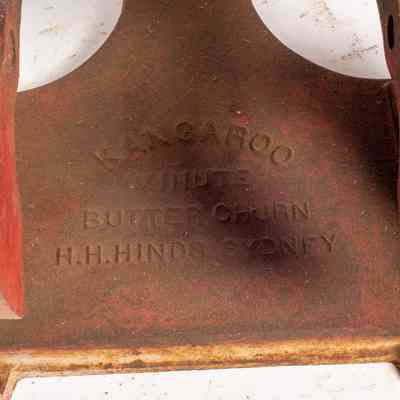 KANGAROO
MINUTE
BUTTER CHURN
H.H.HINDS SYDNEY